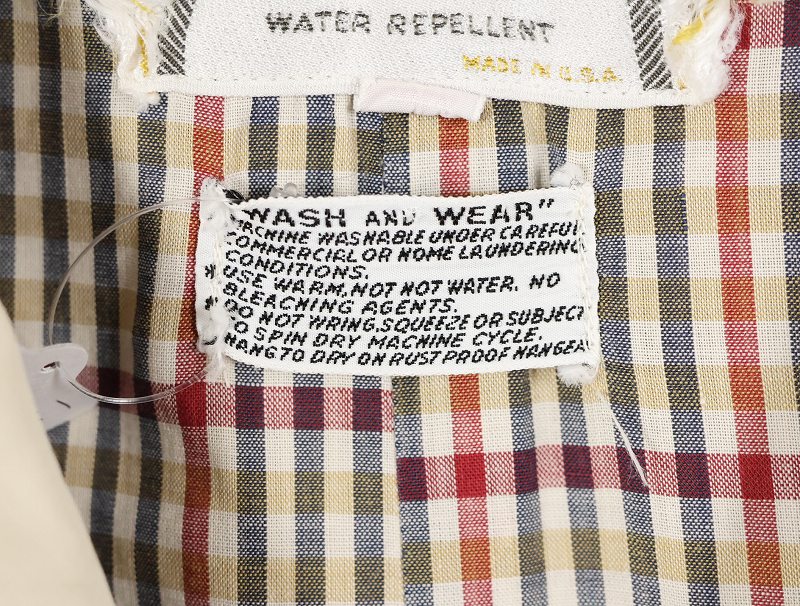 WATER REPELLENT
MADE IN U.S.A.
"WASH AND WEAR"
MACHINE WASHABLE UNDER CAREFUL
COMMERCIAL OR HOME LAUNDERING
CONDITIONS.
* USE WARM, NOT HOT WATER. NO
BLEACHING AGENTS.
* DO NOT WRING, SQUEEZE OR SUBJECT
TO SPIN DRY MACHINE CYCLE.
HANG TO DRY ON RUSTPROOF HANGER